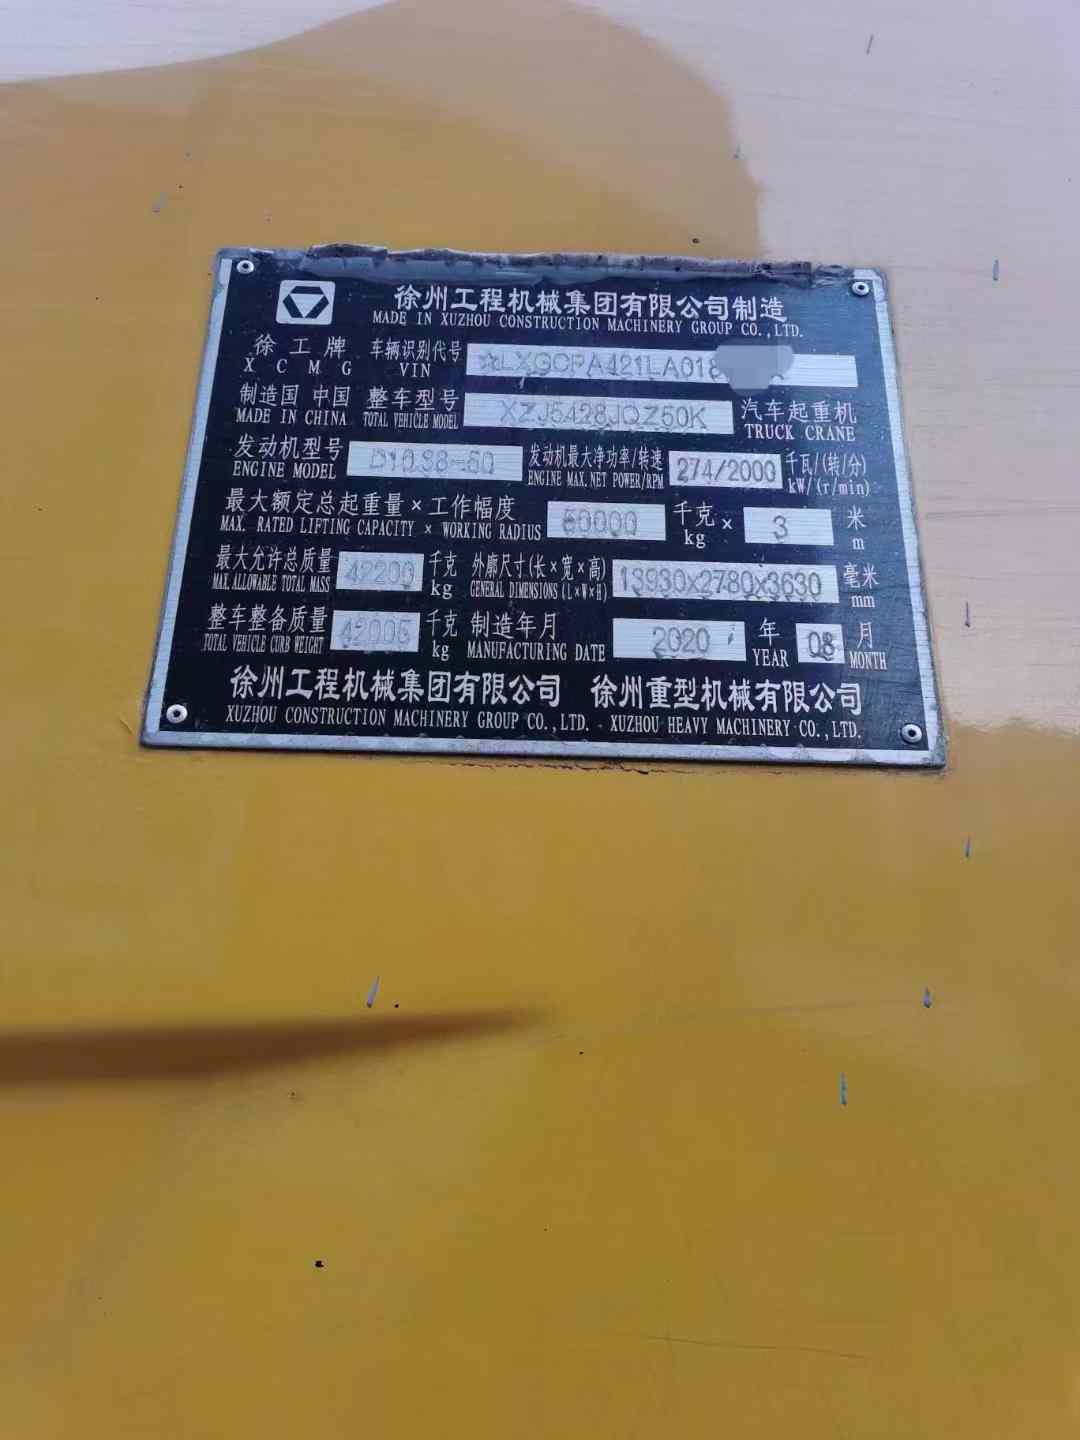 徐州工程机械集团有限公司制造
MADE IN XUZHOU CONSTRUCTION MACHINERY GROUP CO.,LTD.
徐工牌 车辆识别代号 ☆LXGCPA421LA018
XCMG VIN
制造国 中国 整车型号 XZJ5428JQZ50K 汽车起重机
MADE IN CHINA TOTAL VEHICLE MODEL TRUCK CRANE
发动机型号 D10.38-50 发动机最大净功率/转速 274/2000 千瓦/(转/分)
ENGINE MODEL ENGINE MAX. NET POWER/RPM kW/(r/min)
最大额定总起重量×工作幅度 50000 千克 × 3 米
MAX. RATED LIFTING CAPACITY × WORKING RADIUS kg m
最大允许总质量 42200 千克 外廓尺寸(长×宽×高) 13930x2780x3630 毫米
MAX ALLOWABLE TOTAL MASS kg GENERAL DIMENSIONS (L×W×H) mm
整车整备质量 42005 千克 制造年月 2020 年 08 月
TOTAL VEHICLE CURB WEIGHT kg MANUFACTURING DATE YEAR MONTH
徐州工程机械集团有限公司 徐州重型机械有限公司
XUZHOU CONSTRUCTION MACHINERY GROUP CO.,LTD. XUZHOU HEAVY MACHINERY CO.,LTD.